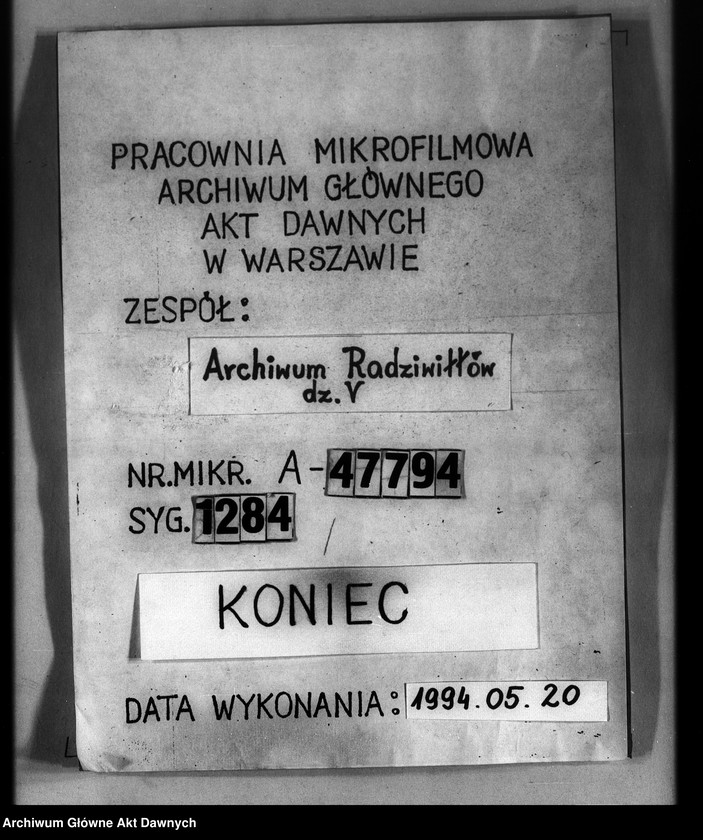 PRACOWNIA MIKROFILMOWA
ARCHIWUM GŁÓWNEGO
AKT DAWNYCH
W WARSZAWIE
ZESPÓŁ:
Archiwum Radziwiłłów
dz. V
NR.MIKR. A-47794
SYG. 1284
KONIEC
DATA WYKONANIA: 1994.05.20
Archiwum Główne Akt Dawnych